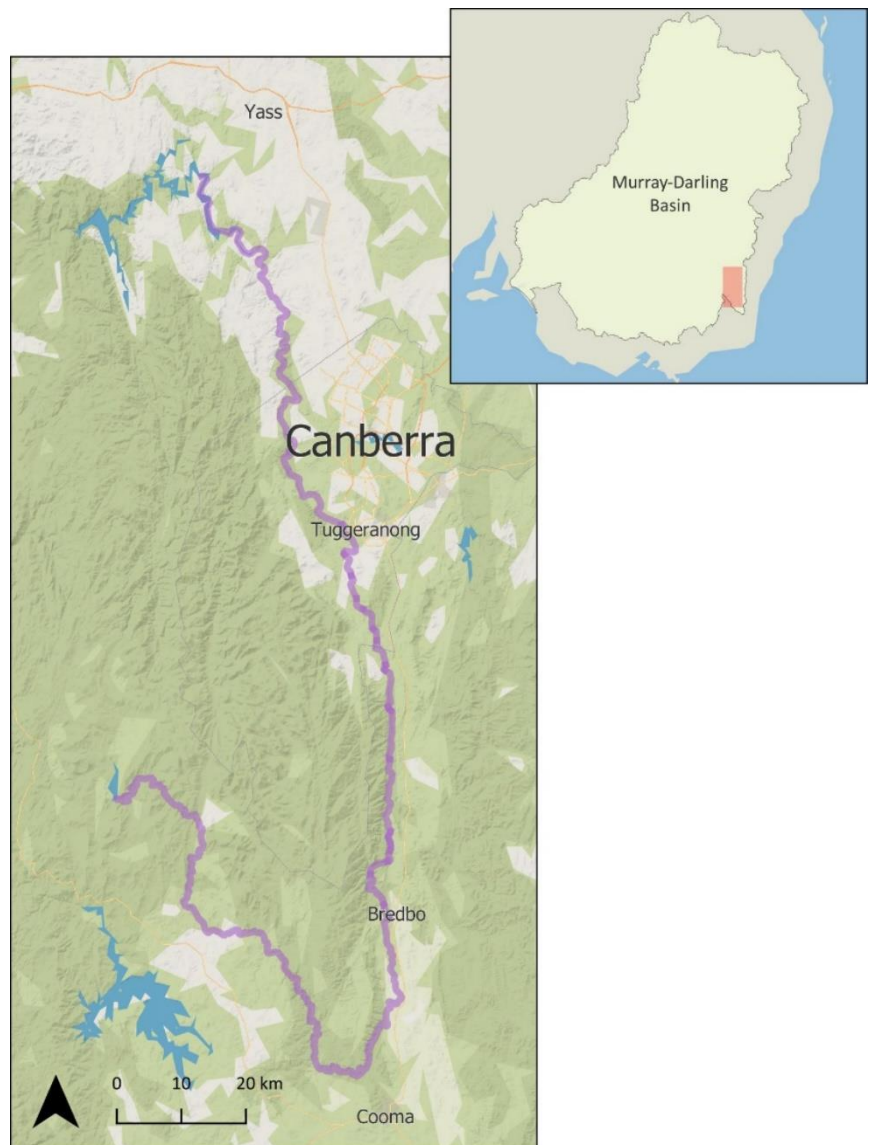 Yass
Murray-Darling
Basin
Canberra
Tuggeranong
Bredbo
0 10 20 km
Cooma